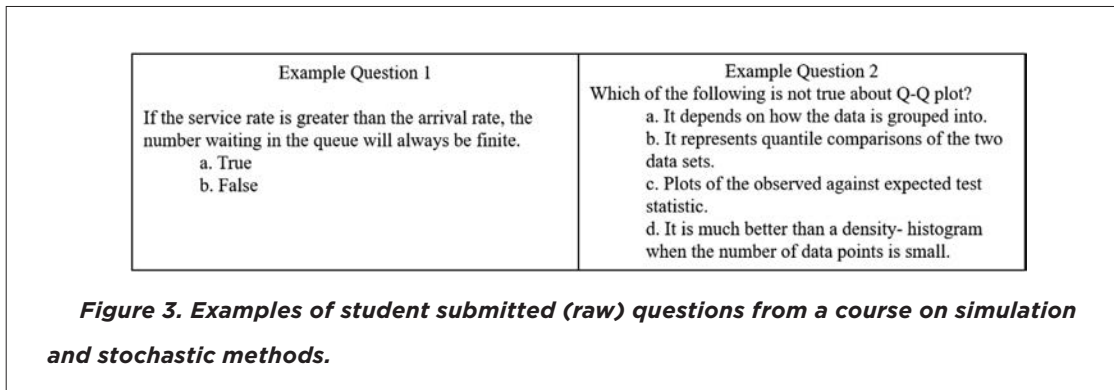 Example Question 1
If the service rate is greater than the arrival rate, the
number waiting in the queue will always be finite.
a. True
b. False
Example Question 2
Which of the following is not true about Q-Q plot?
a. It depends on how the data is grouped into.
b. It represents quantile comparisons of the two
data sets.
c. Plots of the observed against expected test
statistic.
d. It is much better than a density- histogram
when the number of data points is small.
Figure 3. Examples of student submitted (raw) questions from a course on simulation
and stochastic methods.